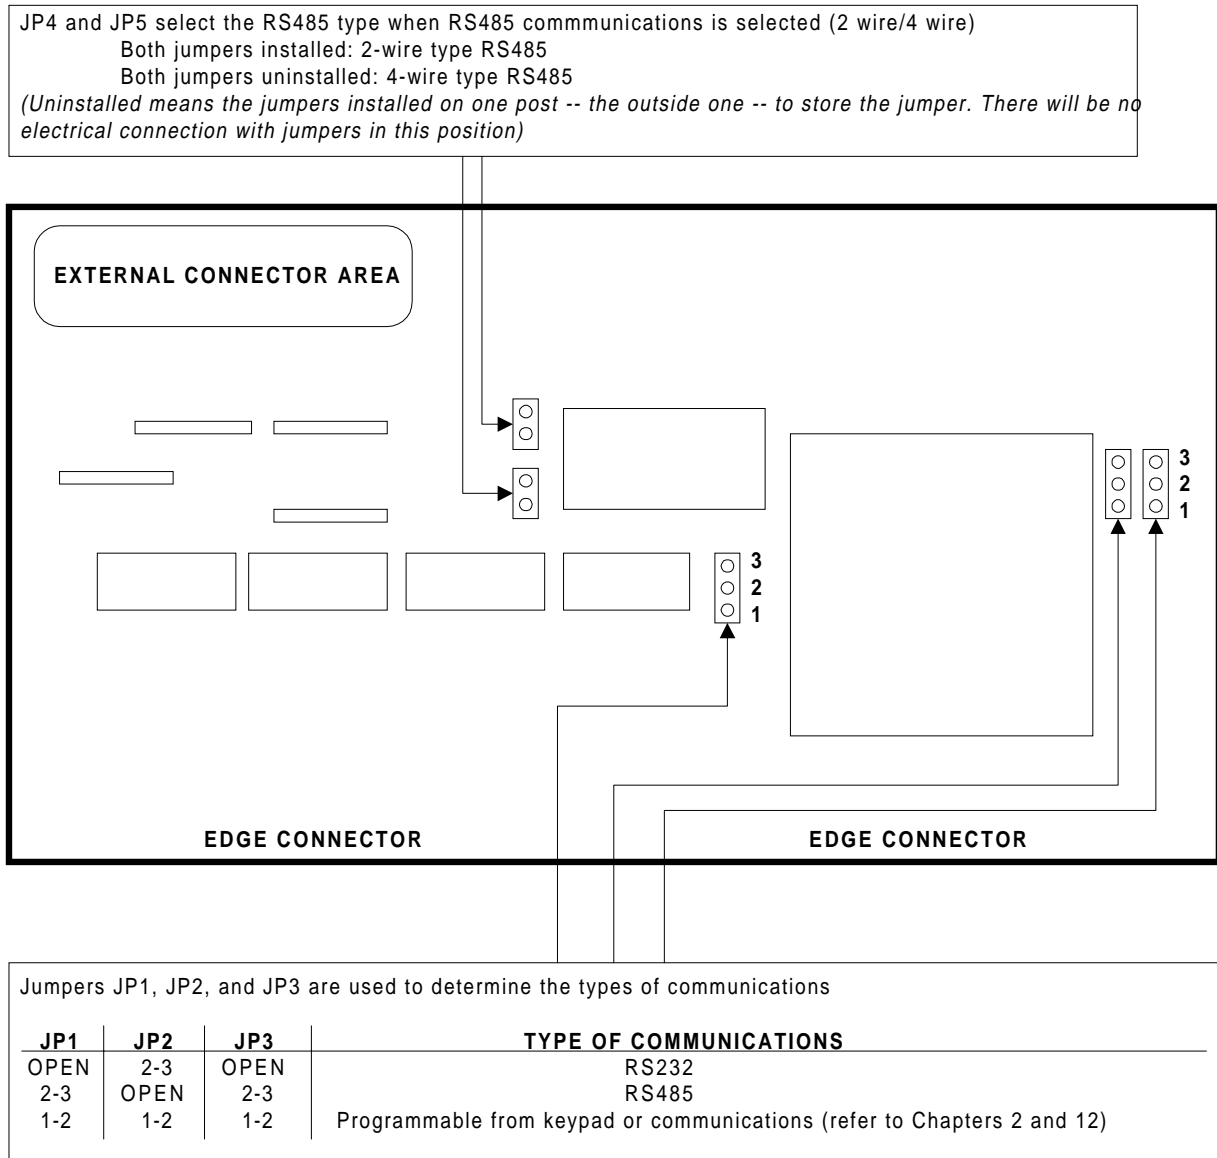 JP4 and JP5 select the RS485 type when RS485 commmunications is selected (2 wire/4 wire)
Both jumpers installed: 2-wire type RS485
Both jumpers uninstalled: 4-wire type RS485
(Uninstalled means the jumpers installed on one post -- the outside one -- to store the jumper. There will be no
electrical connection with jumpers in this position)
EXTERNAL CONNECTOR AREA
3
2
1
3
2
1
EDGE CONNECTOR EDGE CONNECTOR
Jumpers JP1, JP2, and JP3 are used to determine the types of communications
JP1 JP2 JP3 TYPE OF COMMUNICATIONS
OPEN 2-3 OPEN RS232
2-3 OPEN 2-3 RS485
1-2 1-2 1-2 Programmable from keypad or communications (refer to Chapters 2 and 12)